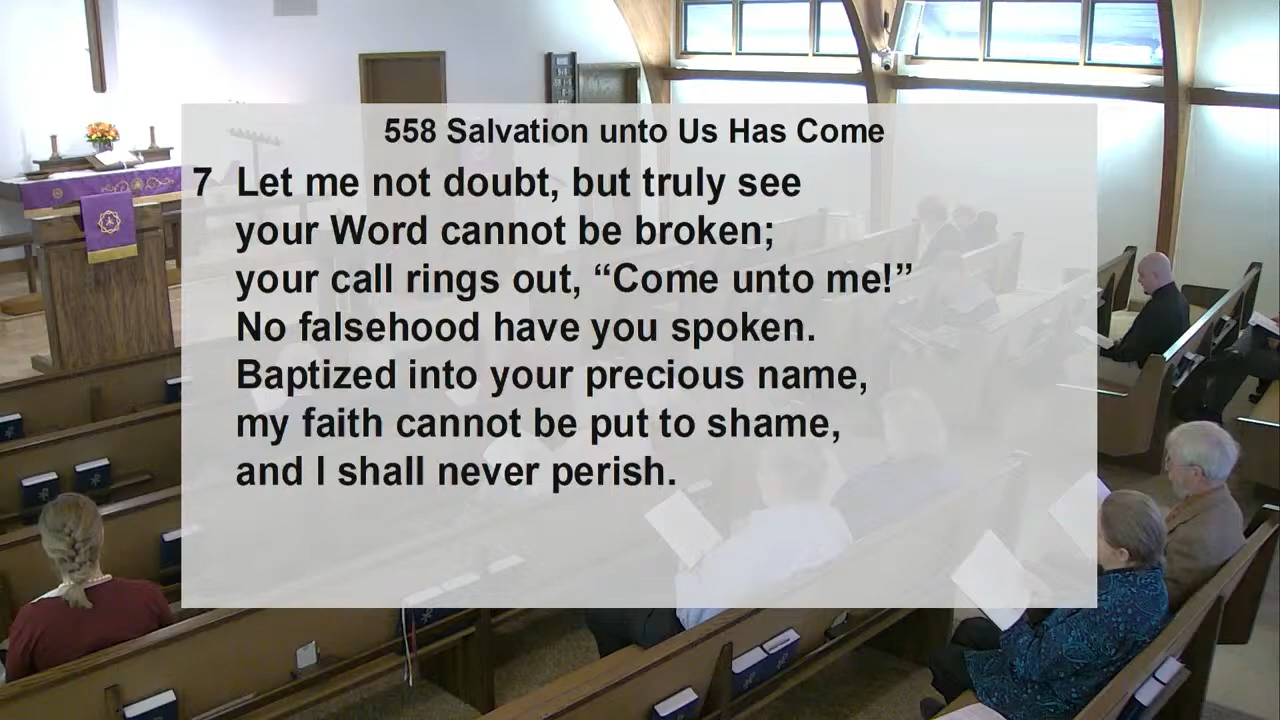 558 Salvation unto Us Has Come
7 Let me not doubt, but truly see
your Word cannot be broken;
your call rings out, “Come unto me!”
No falsehood have you spoken.
Baptized into your precious name,
my faith cannot be put to shame,
and I shall never perish.